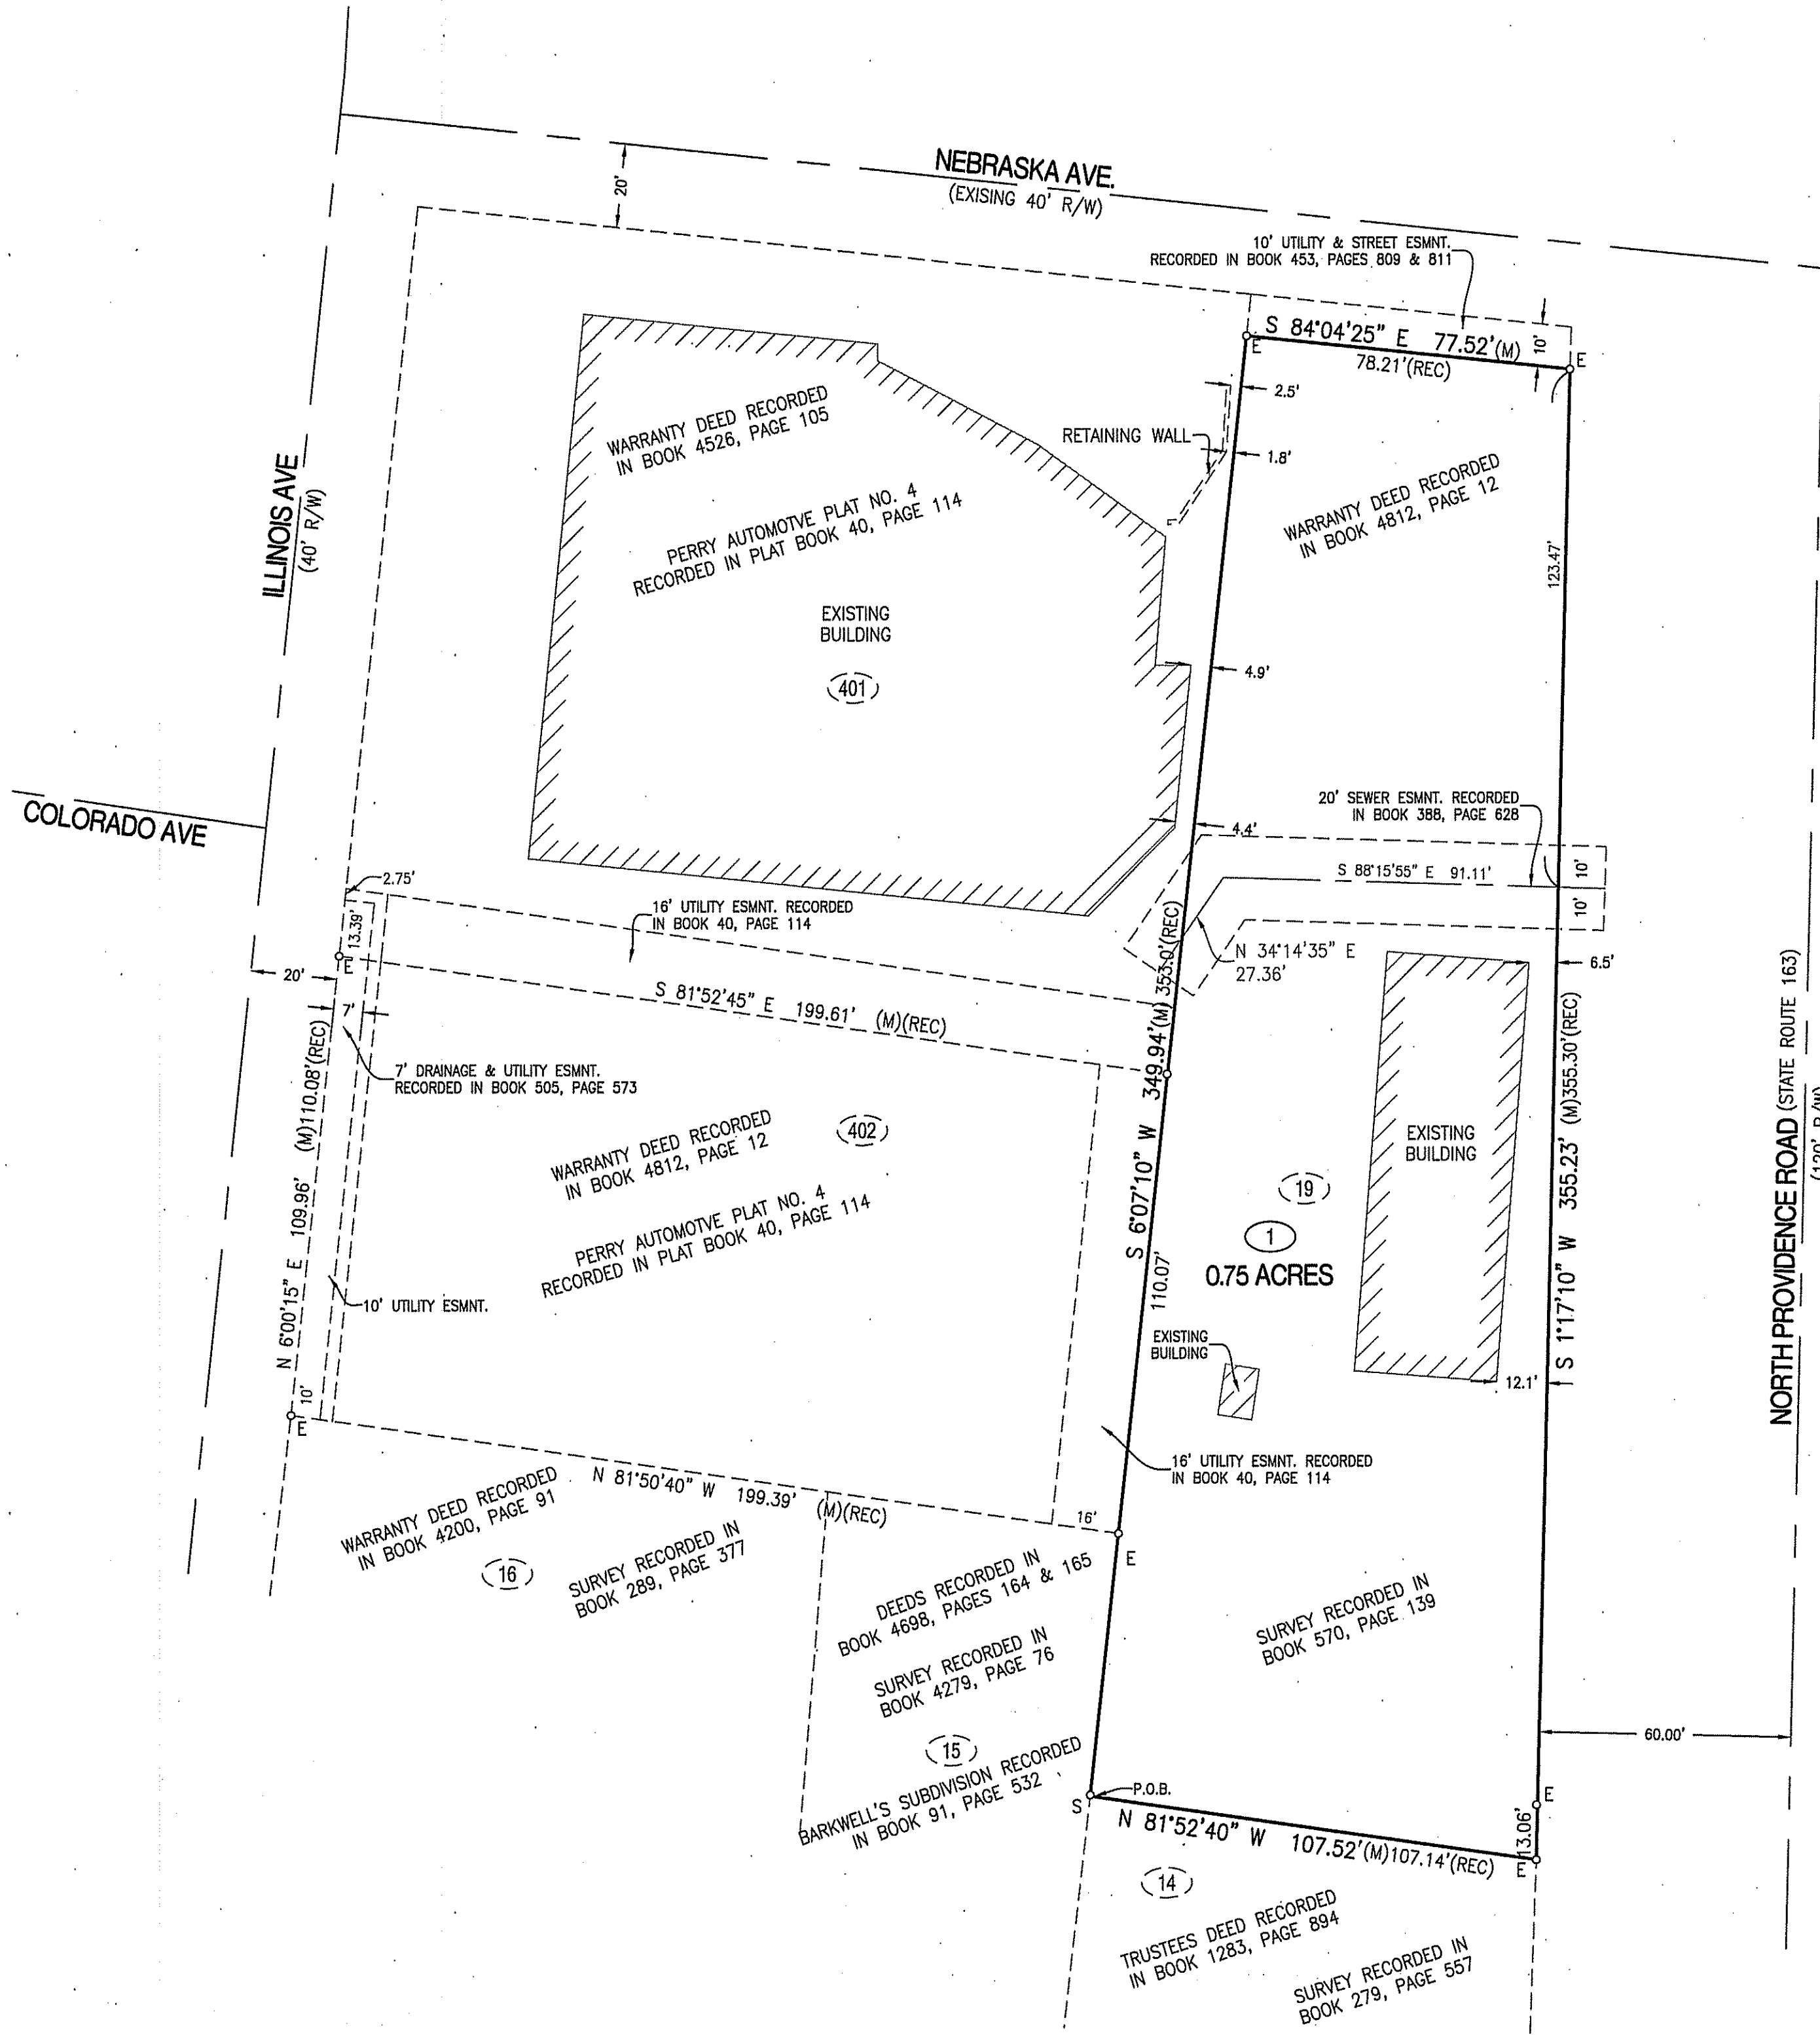 NEBRASKA AVE.
(EXISING 40' R/W)
20'
10' UTILITY & STREET ESMNT.
RECORDED IN BOOK 453, PAGES 809 & 811
S 84°04'25" E 77.52'(M)
78.21'(REC)
10'
E
E
2.5'
RETAINING WALL
1.8'
WARRANTY DEED RECORDED
IN BOOK 4526, PAGE 105
PERRY AUTOMOTVE PLAT NO. 4
RECORDED IN PLAT BOOK 40, PAGE 114
EXISTING
BUILDING
401
WARRANTY DEED RECORDED
IN BOOK 4812, PAGE 12
123.47'
4.9'
ILLINOIS AVE
(40' R/W)
COLORADO AVE
4.4'
20' SEWER ESMNT. RECORDED
IN BOOK 388, PAGE 628
S 88°15'55" E 91.11'
10'
10'
N 34°14'35" E
27.36'
6.5'
2.75'
13.39'
16' UTILITY ESMNT. RECORDED
IN BOOK 40, PAGE 114
20'
E
7'
S 81°52'45" E 199.61' (M)(REC)
7' DRAINAGE & UTILITY ESMNT.
RECORDED IN BOOK 505, PAGE 573
N 6°00'15" E 109.96' (M)110.08'(REC)
WARRANTY DEED RECORDED
IN BOOK 4812, PAGE 12
402
PERRY AUTOMOTVE PLAT NO. 4
RECORDED IN PLAT BOOK 40, PAGE 114
10' UTILITY ESMNT.
10'
E
S 6°07'10" W 349.94'(M) 353.0'(REC)
110.07'
EXISTING
BUILDING
19
1
0.75 ACRES
EXISTING
BUILDING
12.1'
S 1°17'10" W 355.23' (M)355.30'(REC)
NORTH PROVIDENCE ROAD (STATE ROUTE 163)
(120' R/W)
16' UTILITY ESMNT. RECORDED
IN BOOK 40, PAGE 114
N 81°50'40" W 199.39' (M)(REC)
16'
E
WARRANTY DEED RECORDED
IN BOOK 4200, PAGE 91
16
SURVEY RECORDED IN
BOOK 289, PAGE 377
DEEDS RECORDED IN
BOOK 4698, PAGES 164 & 165
SURVEY RECORDED IN
BOOK 4279, PAGE 76
15
BARKWELL'S SUBDIVISION RECORDED
IN BOOK 91, PAGE 532
SURVEY RECORDED IN
BOOK 570, PAGE 139
60.00'
P.O.B.
S
N 81°52'40" W 107.52'(M)107.14'(REC)
E
13.06'
E
14
TRUSTEES DEED RECORDED
IN BOOK 1283, PAGE 894
SURVEY RECORDED IN
BOOK 279, PAGE 557